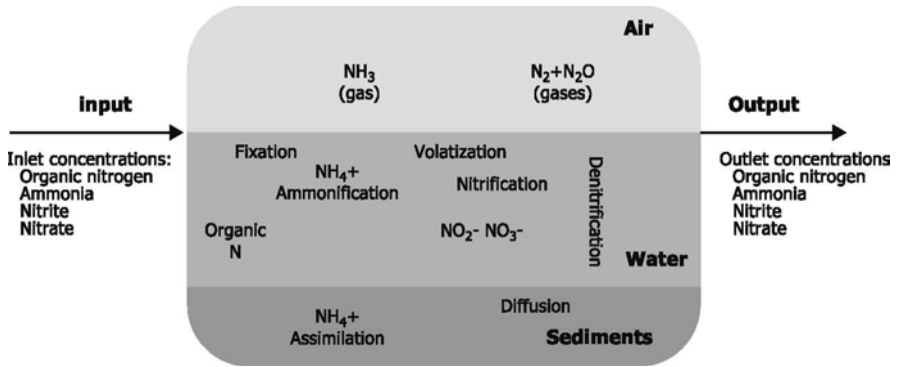 Air
NH₃
(gas)
N₂+N₂O
(gases)
input
Output
Inlet concentrations:
Organic nitrogen
Ammonia
Nitrite
Nitrate
Fixation
Volatization
NH₄+
Ammonification
Nitrification
Denitrification
Organic
N
NO₂- NO₃-
Water
Outlet concentrations
Organic nitrogen
Ammonia
Nitrite
Nitrate
NH₄+
Assimilation
Diffusion
Sediments